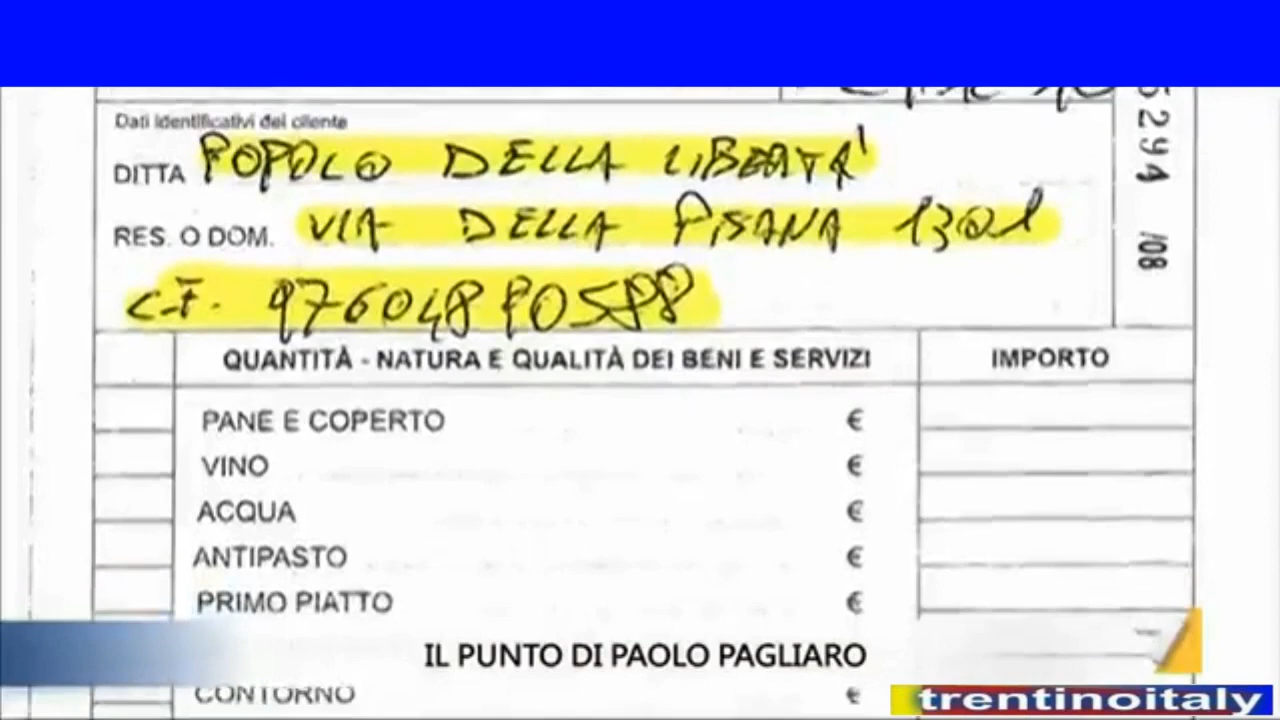 Dati identificativi del cliente
DITTA POPOLO DELLA LIBERTA'
RES. O DOM. VIA DELLA PISANA 1301
C.F. 97604880588
5294 /08
QUANTITÀ - NATURA E QUALITÀ DEI BENI E SERVIZI IMPORTO
PANE E COPERTO €
VINO €
ACQUA €
ANTIPASTO €
PRIMO PIATTO €
IL PUNTO DI PAOLO PAGLIARO
CONTORNO €
trentinoitaly